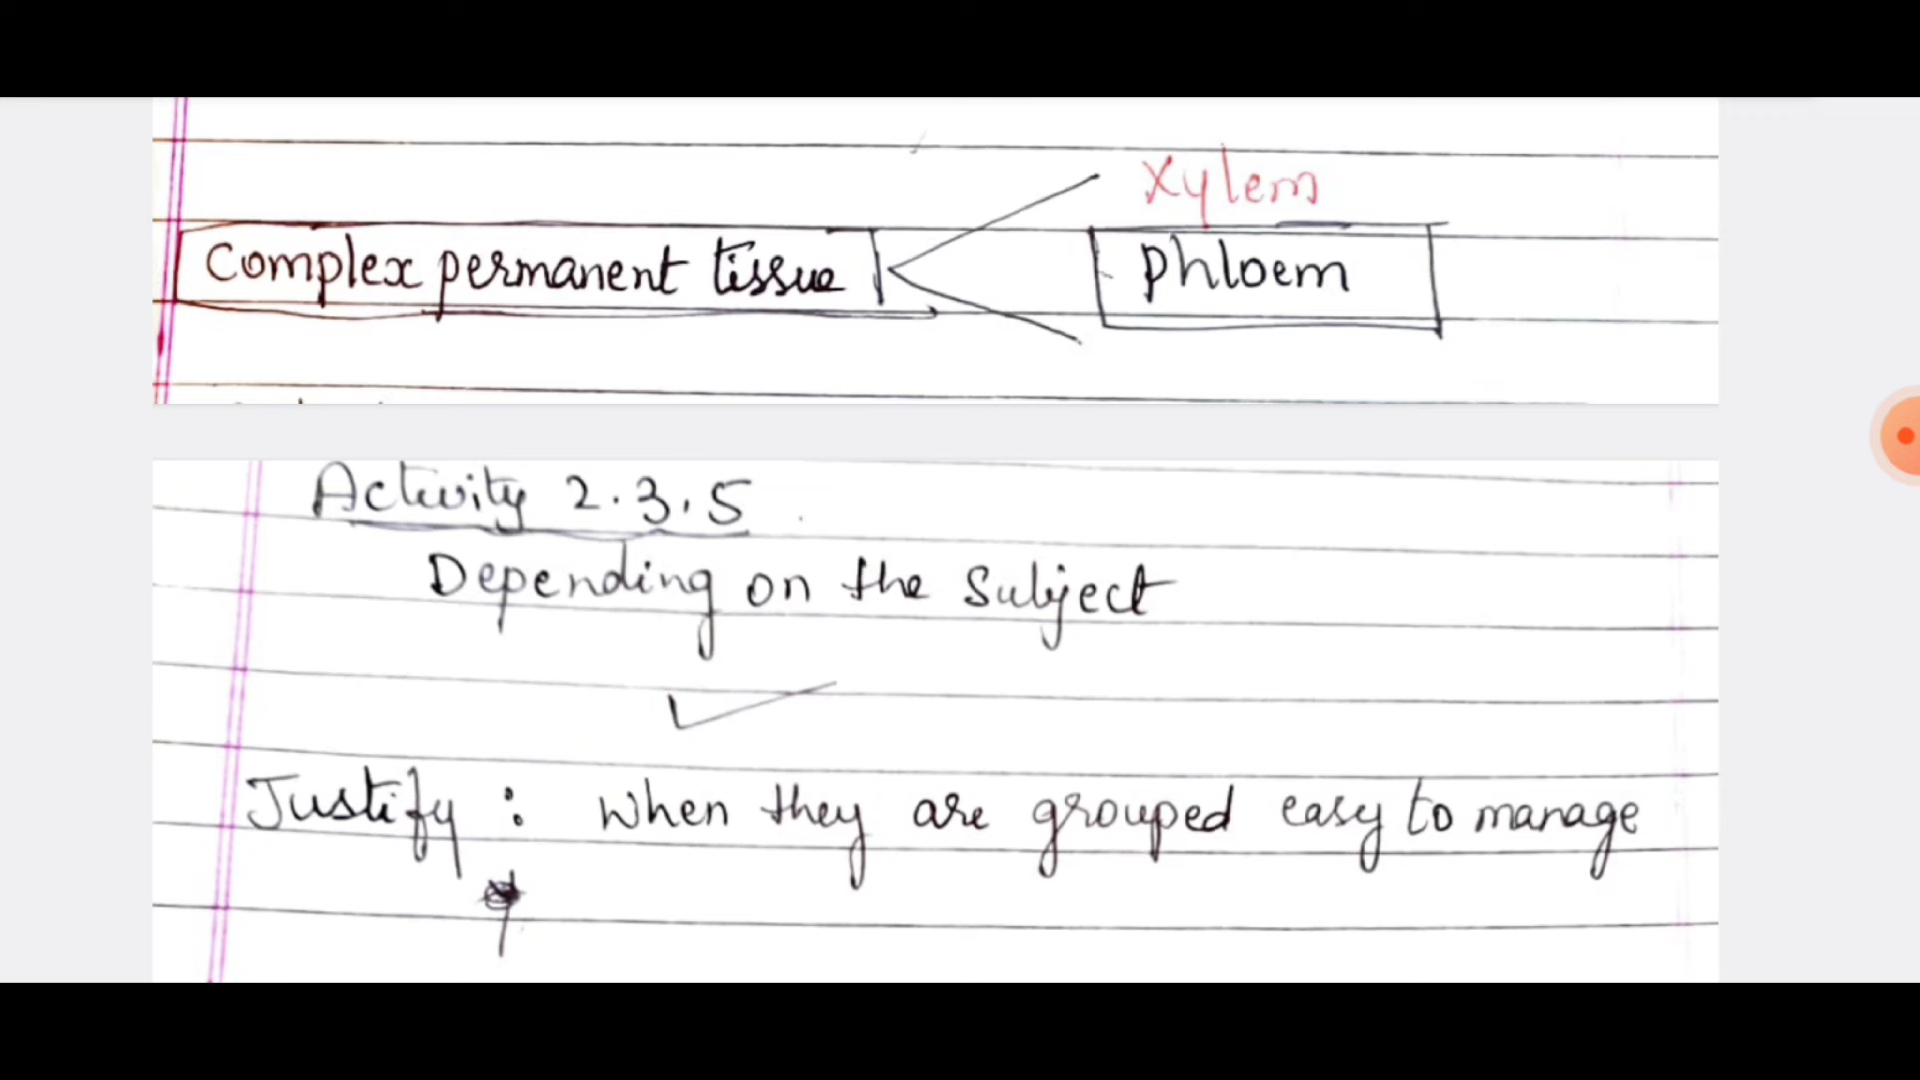 Xylem
Complex permanent tissue
Phloem
Activity 2.3.5
Depending on the Subject
Justify : When they are grouped easy to manage